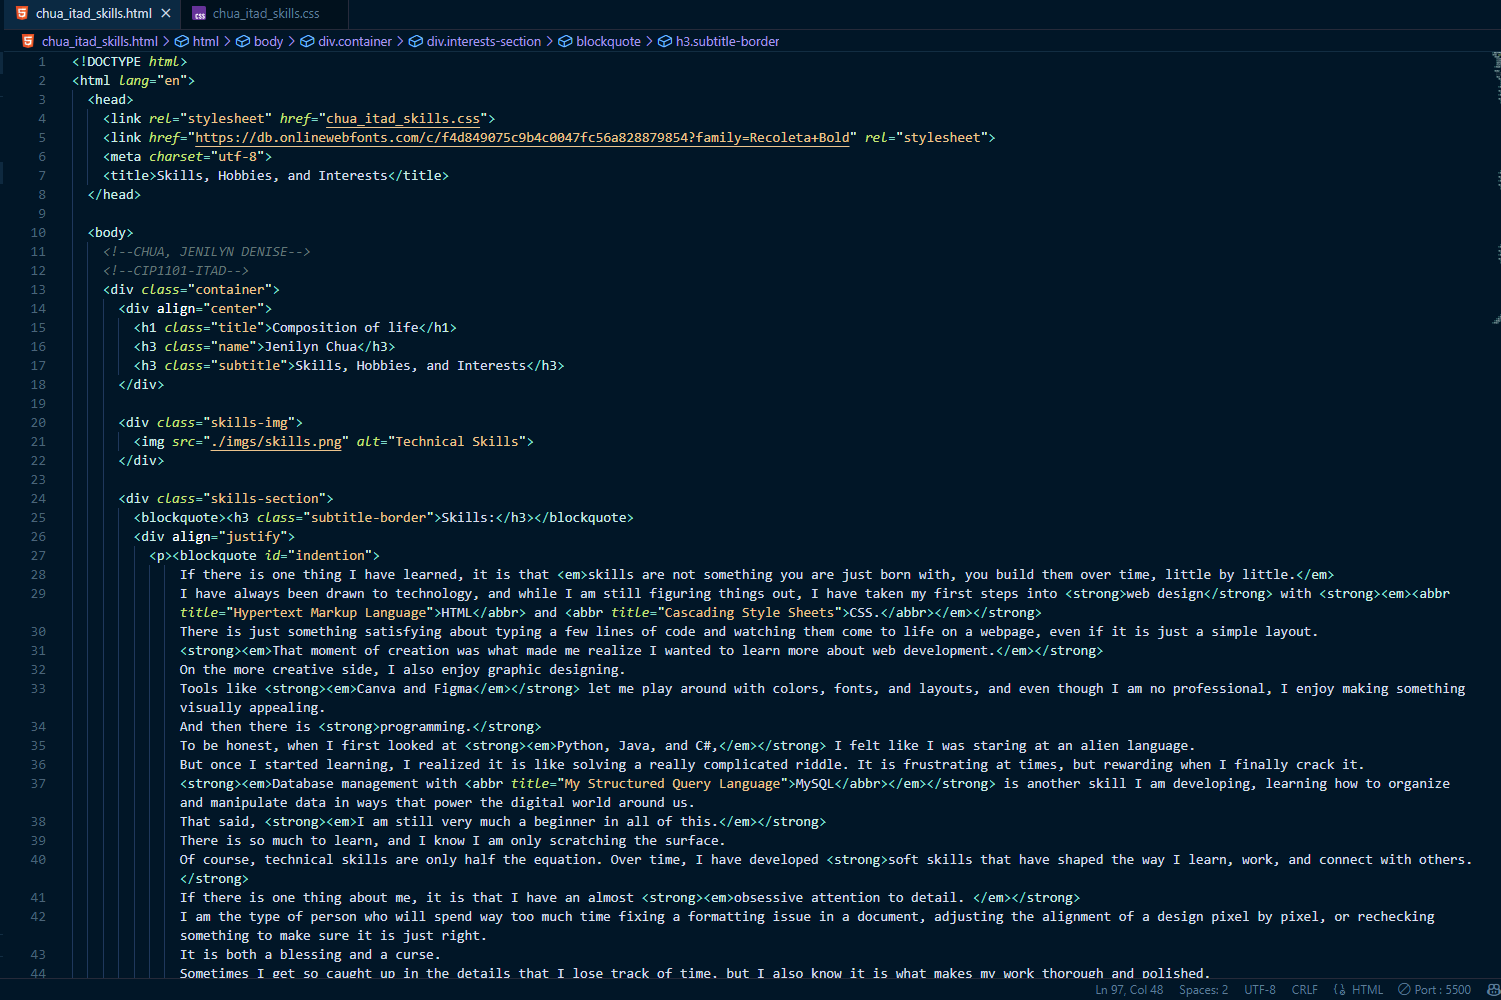 chua_itad_skills.html
chua_itad_skills.css
chua_itad_skills.html > html > body > div.container > div.interests-section > blockquote > h3.subtitle-border
1 <!DOCTYPE html>
2 <html lang="en">
3 <head>
4 <link rel="stylesheet" href="chua_itad_skills.css">
5 <link href="https://db.onlinewebfonts.com/c/f4d849075c9b4c0047fc56a828879854?family=Recoleta+Bold" rel="stylesheet">
6 <meta charset="utf-8">
7 <title>Skills, Hobbies, and Interests</title>
8 </head>
9
10 <body>
11 <!--CHUA, JENILYN DENISE-->
12 <!--CIP1101-ITAD-->
13 <div class="container">
14 <div align="center">
15 <h1 class="title">Composition of life</h1>
16 <h3 class="name">Jenilyn Chua</h3>
17 <h3 class="subtitle">Skills, Hobbies, and Interests</h3>
18 </div>
19
20 <div class="skills-img">
21 <img src="./imgs/skills.png" alt="Technical Skills">
22 </div>
23
24 <div class="skills-section">
25 <blockquote><h3 class="subtitle-border">Skills:</h3></blockquote>
26 <div align="justify">
27 <p><blockquote id="indention">
28 If there is one thing I have learned, it is that <em>skills are not something you are just born with, you build them over time, little by little.</em>
29 I have always been drawn to technology, and while I am still figuring things out, I have taken my first steps into <strong>web design</strong> with <strong><em><abbr
title="Hypertext Markup Language">HTML</abbr> and <abbr title="Cascading Style Sheets">CSS.</abbr></em></strong>
30 There is just something satisfying about typing a few lines of code and watching them come to life on a webpage, even if it is just a simple layout.
31 <strong><em>That moment of creation was what made me realize I wanted to learn more about web development.</em></strong>
32 On the more creative side, I also enjoy graphic designing.
33 Tools like <strong><em>Canva and Figma</em></strong> let me play around with colors, fonts, and layouts, and even though I am no professional, I enjoy making something
visually appealing.
34 And then there is <strong>programming.</strong>
35 To be honest, when I first looked at <strong><em>Python, Java, and C#,</em></strong> I felt like I was staring at an alien language.
36 But once I started learning, I realized it is like solving a really complicated riddle. It is frustrating at times, but rewarding when I finally crack it.
37 <strong><em>Database management with <abbr title="My Structured Query Language">MySQL</abbr></em></strong> is another skill I am developing, learning how to organize
and manipulate data in ways that power the digital world around us.
38 That said, <strong><em>I am still very much a beginner in all of this.</em></strong>
39 There is so much to learn, and I know I am only scratching the surface.
40 Of course, technical skills are only half the equation. Over time, I have developed <strong>soft skills that have shaped the way I learn, work, and connect with others.
</strong>
41 If there is one thing about me, it is that I have an almost <strong><em>obsessive attention to detail. </em></strong>
42 I am the type of person who will spend way too much time fixing a formatting issue in a document, adjusting the alignment of a design pixel by pixel, or rechecking
something to make sure it is just right.
43 It is both a blessing and a curse.
44 Sometimes I get so caught up in the details that I lose track of time, but I also know it is what makes my work thorough and polished.
Ln 97, Col 48 Spaces: 2 UTF-8 CRLF HTML Port : 5500